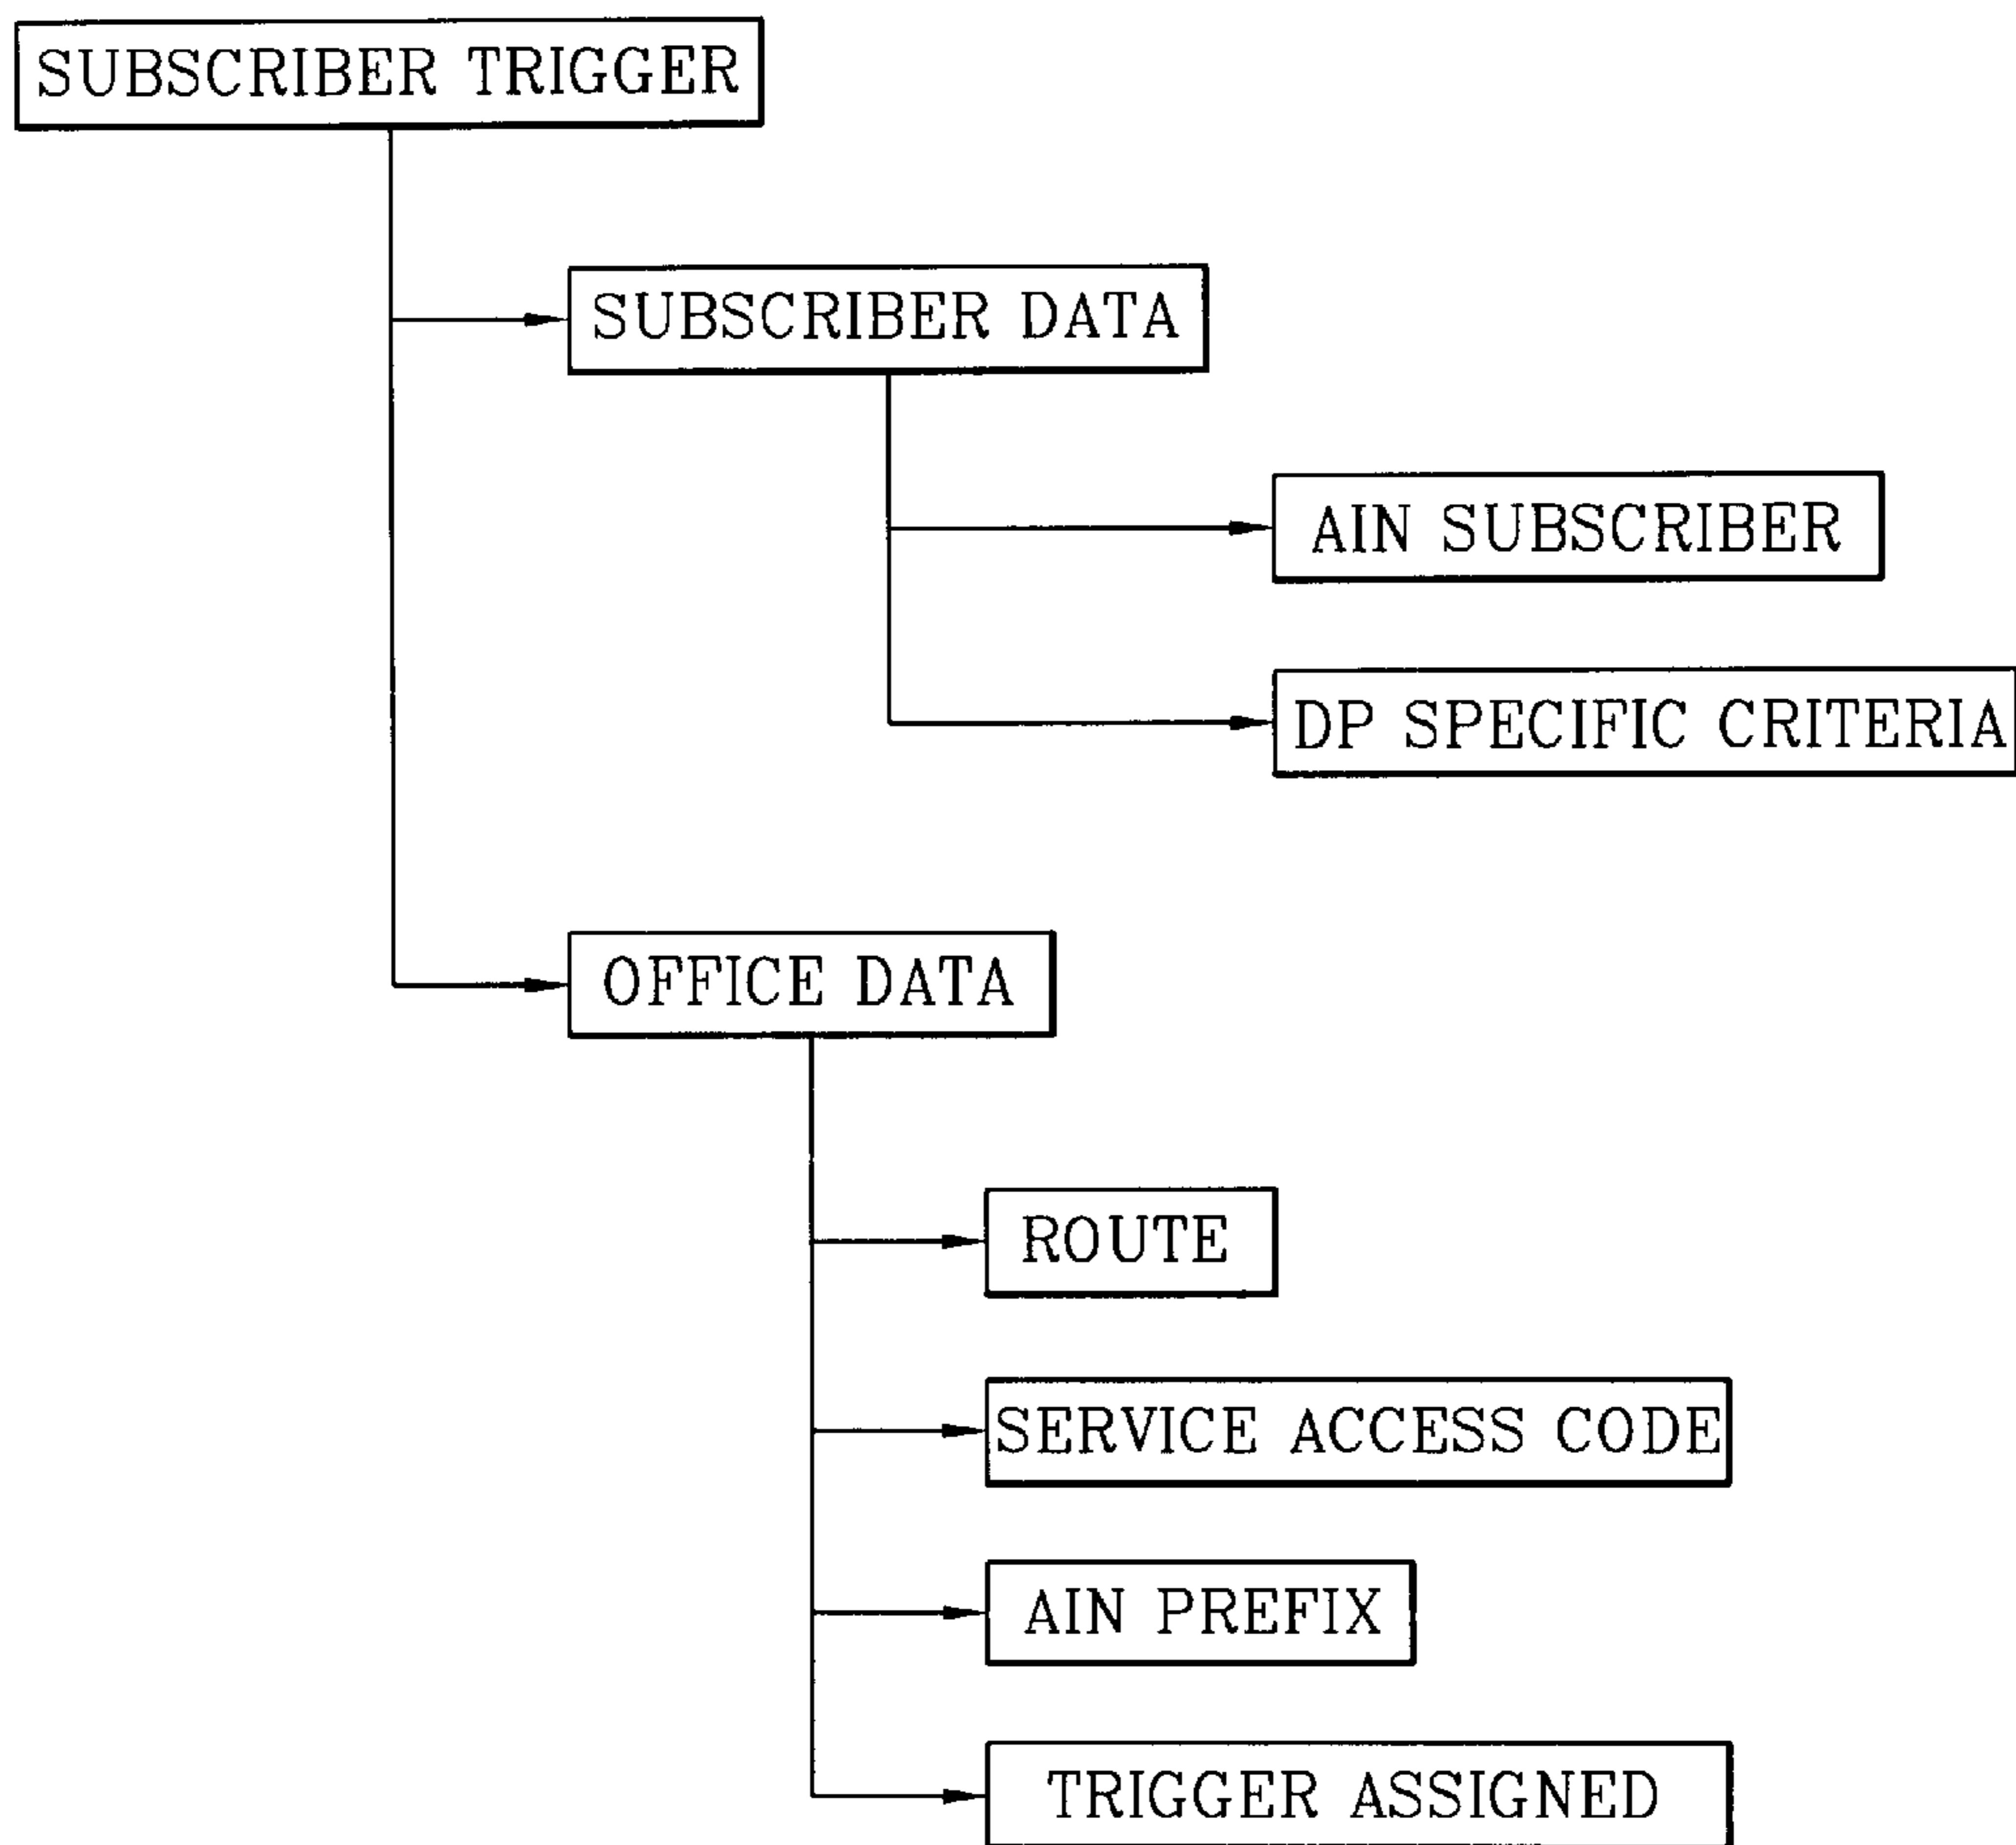 SUBSCRIBER TRIGGER
SUBSCRIBER DATA
AIN SUBSCRIBER
DP SPECIFIC CRITERIA
OFFICE DATA
ROUTE
SERVICE ACCESS CODE
AIN PREFIX
TRIGGER ASSIGNED